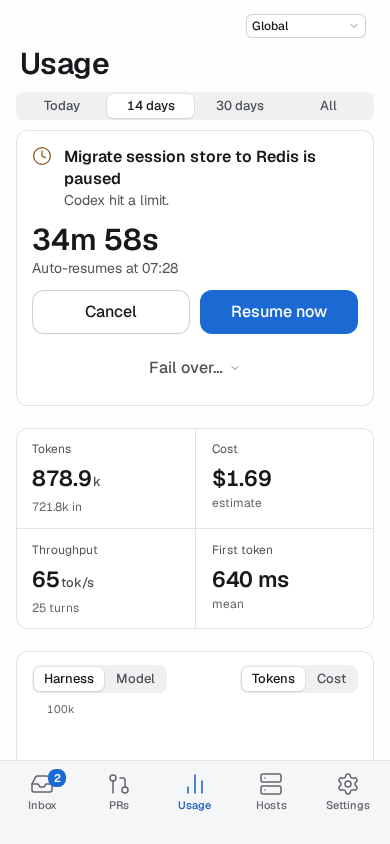 Global
Usage
Today
14 days
30 days
All
Migrate session store to Redis is
paused
Codex hit a limit.
34m 58s
Auto-resumes at 07:28
Cancel
Resume now
Fail over...
Tokens
878.9k
721.8k in
Cost
$1.69
estimate
Throughput
65 tok/s
25 turns
First token
640 ms
mean
Harness
Model
Tokens
Cost
100k
2
Inbox
PRs
Usage
Hosts
Settings